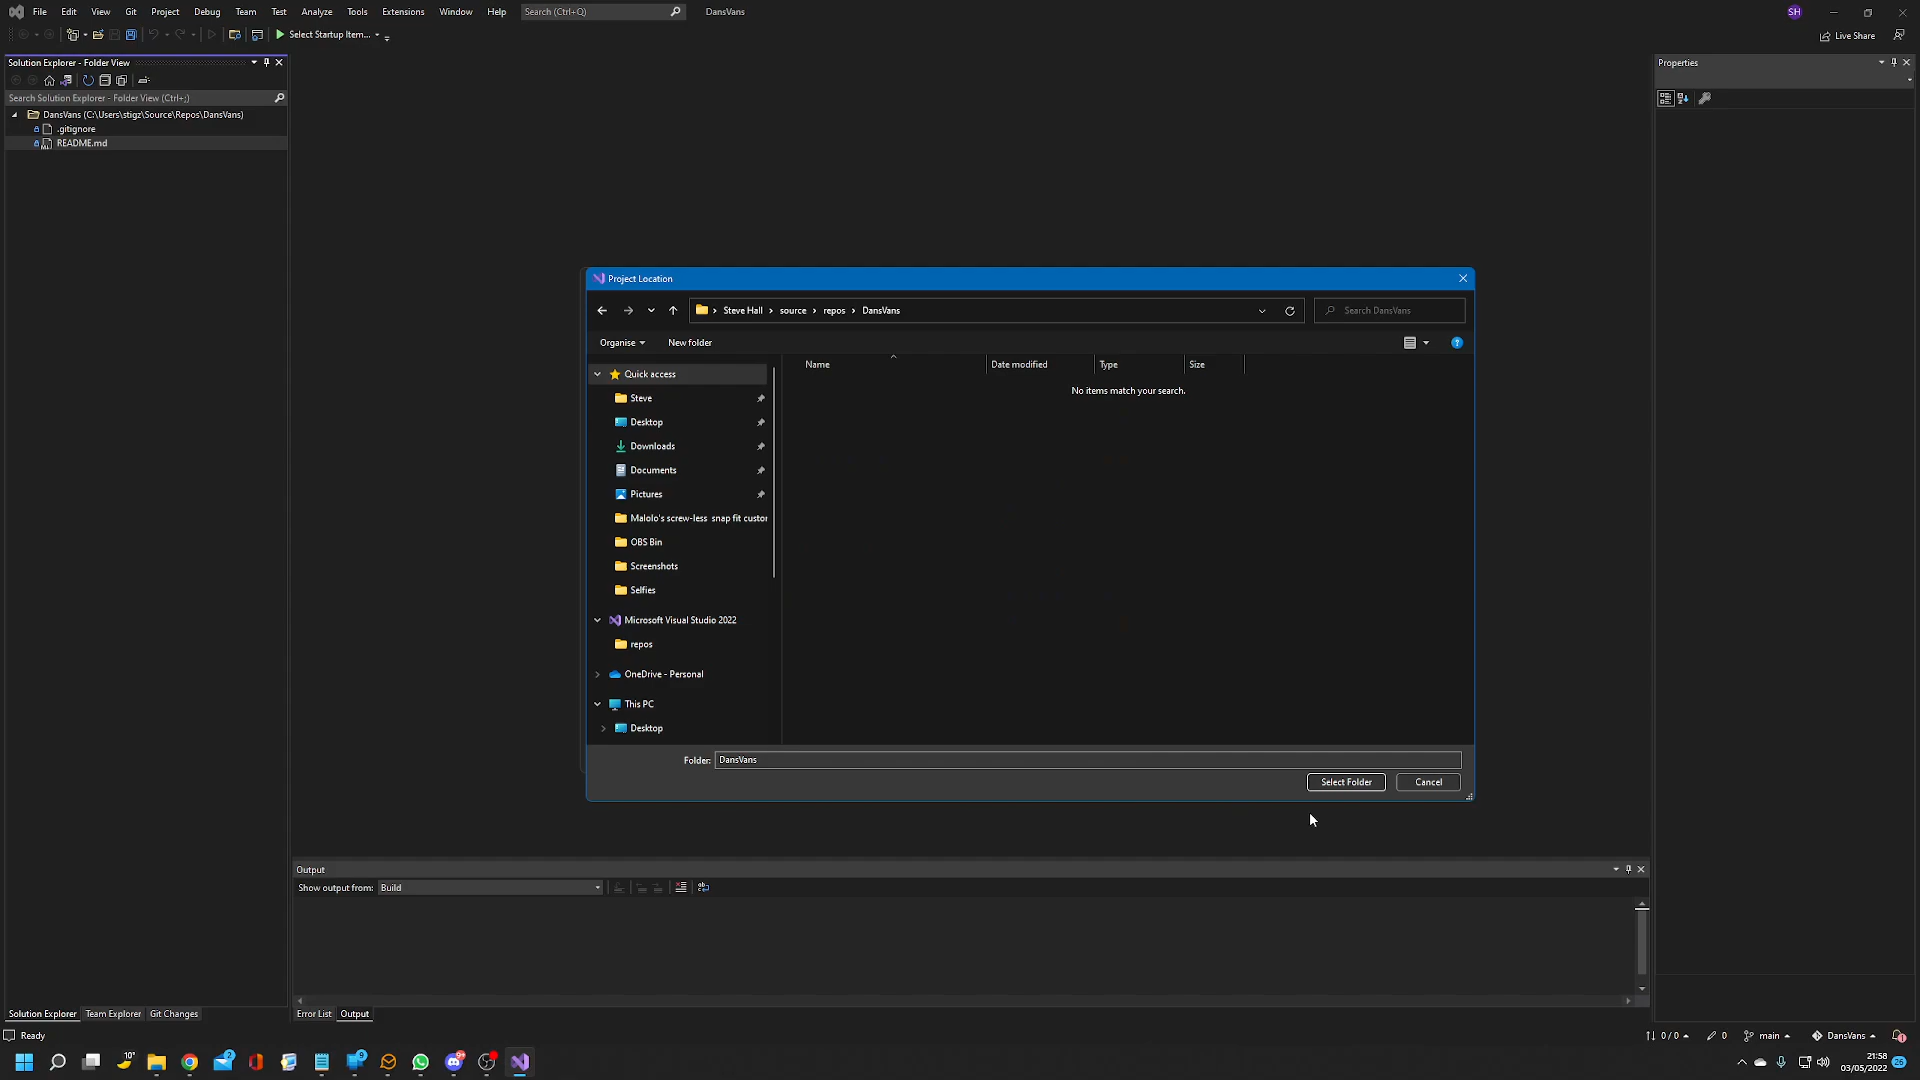 File Edit View Git Project Debug Team Test Analyze Tools Extensions Window Help Search (Ctrl+Q) DansVans SH
Select Startup Item... Live Share
Solution Explorer - Folder View
Search Solution Explorer - Folder View (Ctrl+;)
DansVans (C:\Users\stigz\Source\Repos\DansVans)
.gitignore
README.md
Properties
Project Location
Steve Hall source repos DansVans Search DansVans
Organise New folder
Name Date modified Type Size
No items match your search.
Quick access
Steve
Desktop
Downloads
Documents
Pictures
Malolo's screw-less snap fit custor
OBS Bin
Screenshots
Selfies
Microsoft Visual Studio 2022
repos
OneDrive - Personal
This PC
Desktop
Folder: DansVans
Select Folder Cancel
Output
Show output from: Build
Solution Explorer Team Explorer Git Changes Error List Output
Ready 0 / 0 0 main DansVans 1
10° 2 9 21:58
03/05/2022 26